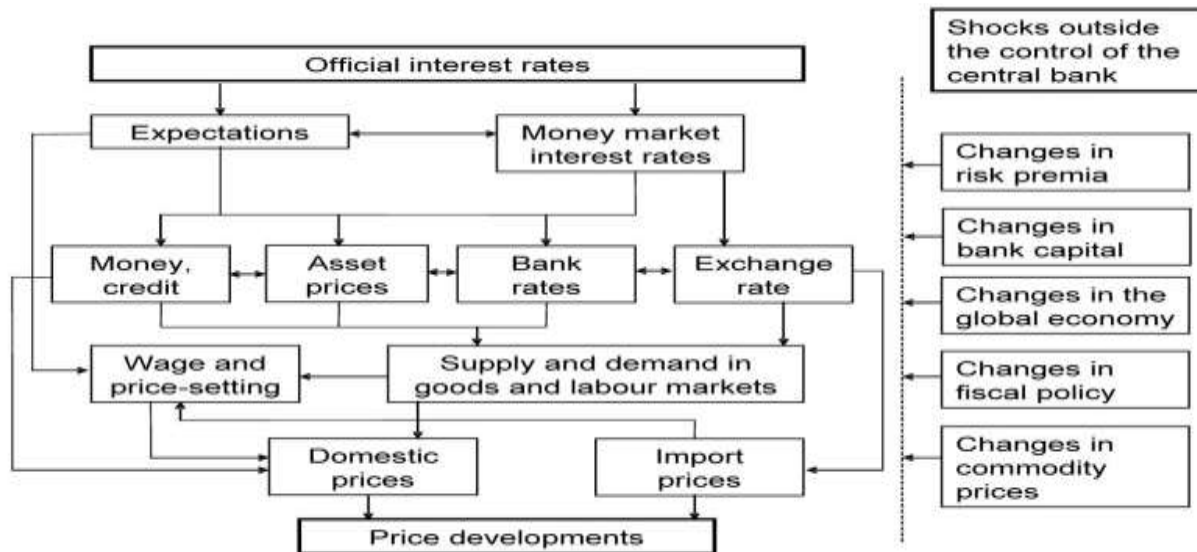 Official interest rates
Expectations
Money market
interest rates
Money,
credit
Asset
prices
Bank
rates
Exchange
rate
Wage and
price-setting
Supply and demand in
goods and labour markets
Domestic
prices
Import
prices
Price developments
Shocks outside
the control of the
central bank
Changes in
risk premia
Changes in
bank capital
Changes in the
global economy
Changes in
fiscal policy
Changes in
commodity
prices